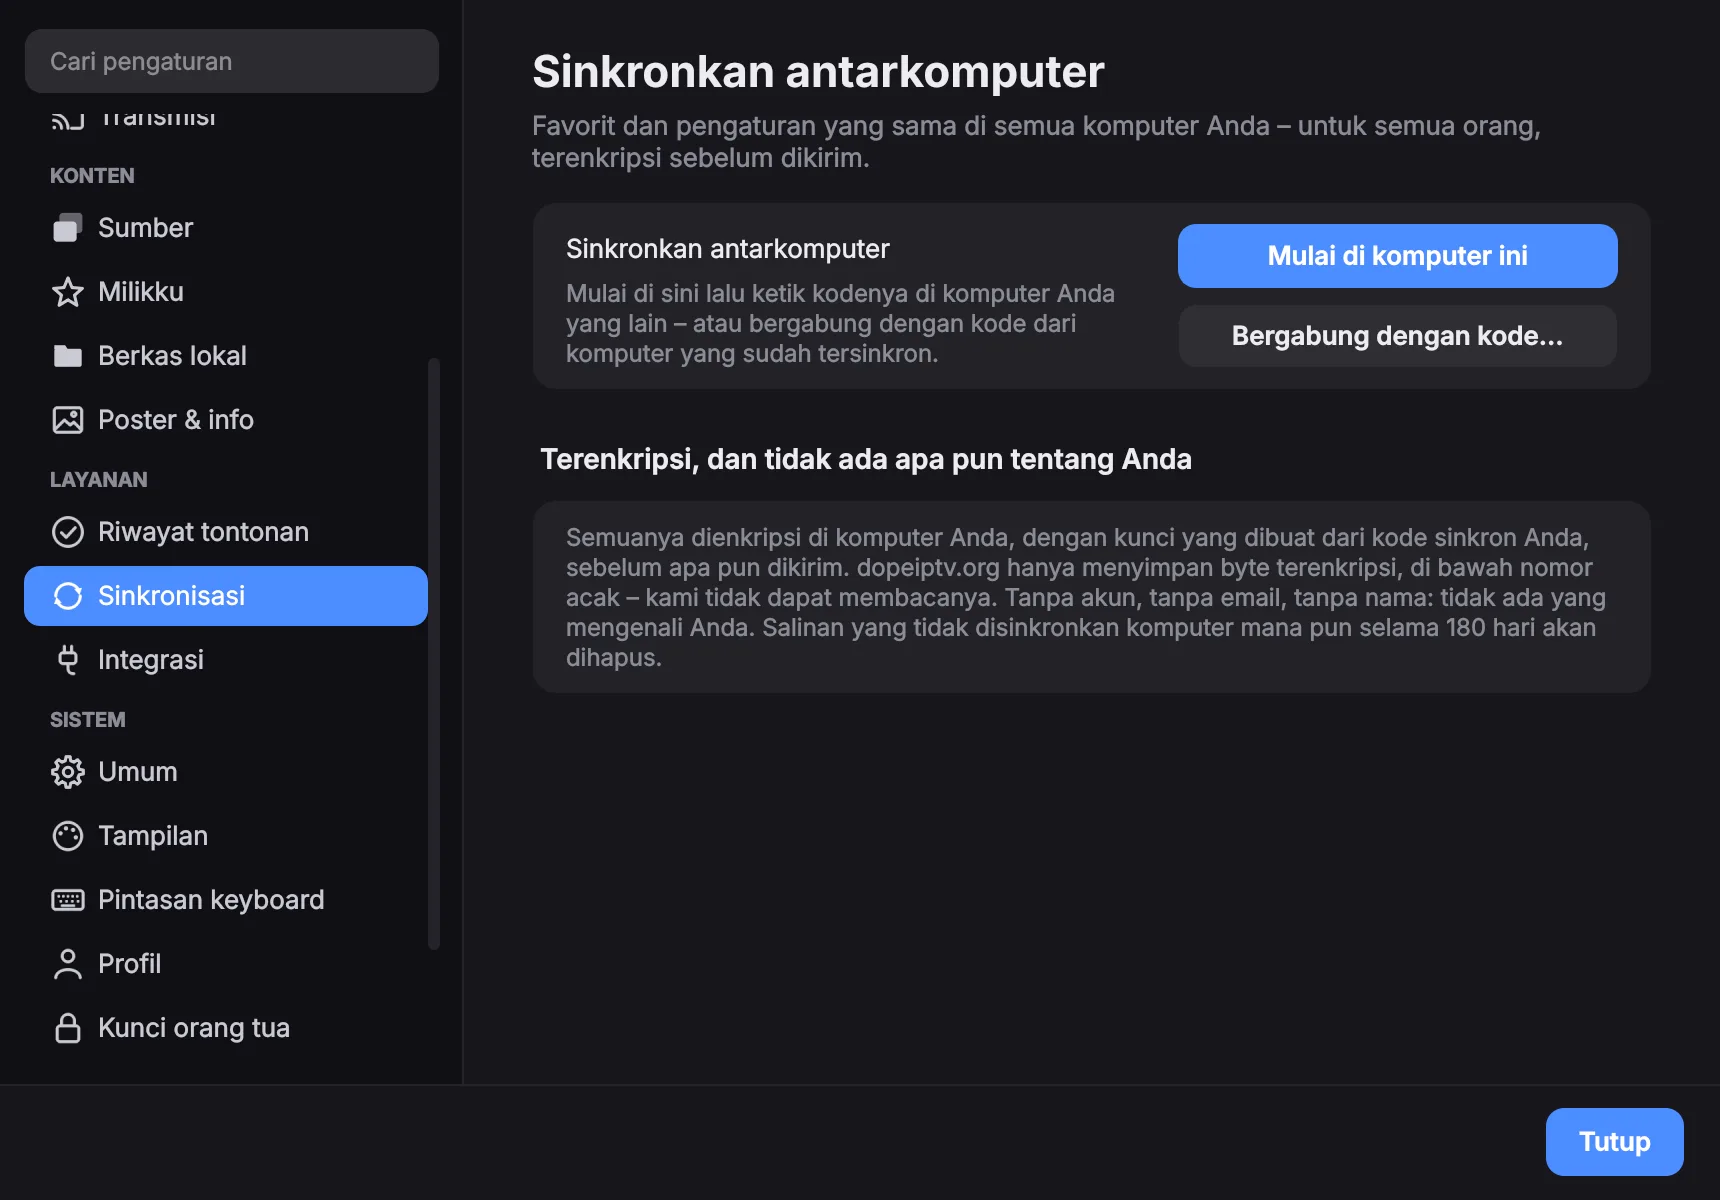 Cari pengaturan
Transmisi
KONTEN
Sumber
Milikku
Berkas lokal
Poster & info
LAYANAN
Riwayat tontonan
Sinkronisasi
Integrasi
SISTEM
Umum
Tampilan
Pintasan keyboard
Profil
Kunci orang tua
Sinkronkan antarkomputer
Favorit dan pengaturan yang sama di semua komputer Anda – untuk semua orang,
terenkripsi sebelum dikirim.
Sinkronkan antarkomputer
Mulai di sini lalu ketik kodenya di komputer Anda
yang lain – atau bergabung dengan kode dari
komputer yang sudah tersinkron.
Mulai di komputer ini
Bergabung dengan kode...
Terenkripsi, dan tidak ada apa pun tentang Anda
Semuanya dienkripsi di komputer Anda, dengan kunci yang dibuat dari kode sinkron Anda,
sebelum apa pun dikirim. dopeiptv.org hanya menyimpan byte terenkripsi, di bawah nomor
acak – kami tidak dapat membacanya. Tanpa akun, tanpa email, tanpa nama: tidak ada yang
mengenali Anda. Salinan yang tidak disinkronkan komputer mana pun selama 180 hari akan
dihapus.
Tutup